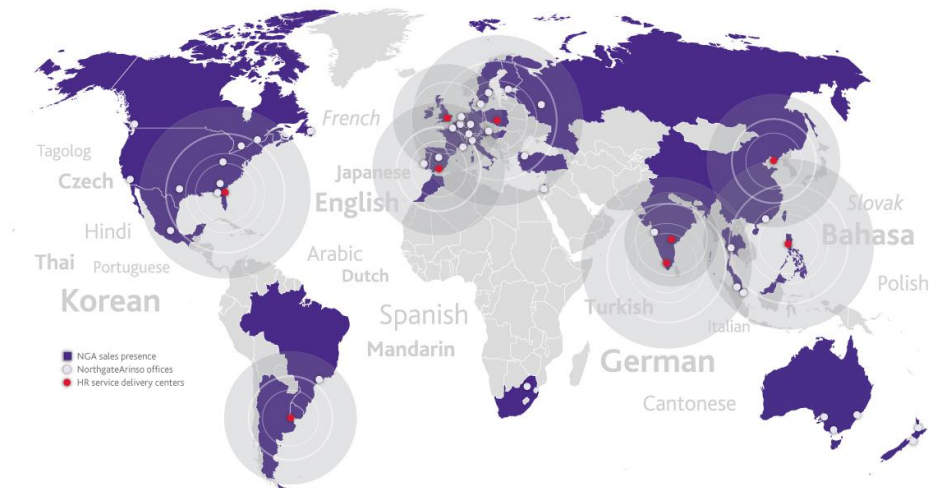 French
Tagolog
Czech
Japanese
English
Slovak
Hindi
Bahasa
Arabic
Thai
Portuguese
Dutch
Polish
Korean
Spanish
Turkish
Italian
Mandarin
German
NGA sales presence
NorthgateArinso offices
HR service delivery centers
Cantonese